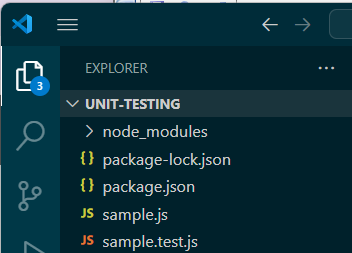 EXPLORER
3
UNIT-TESTING
node_modules
{} package-lock.json
{} package.json
JS sample.js
JS sample.test.js